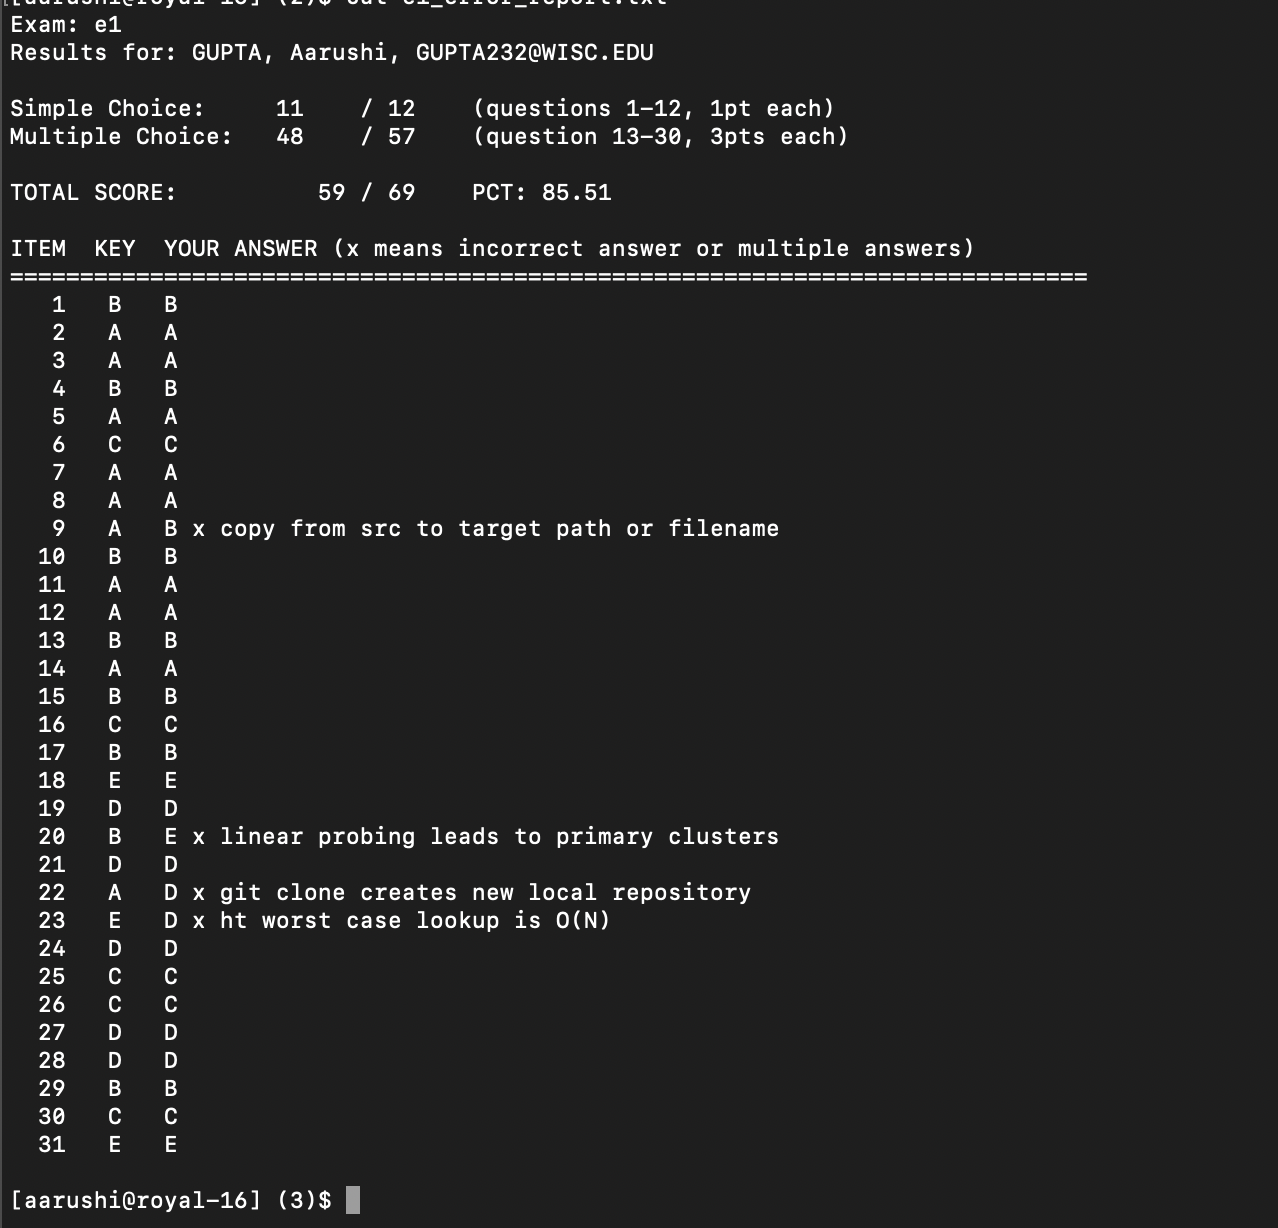 Exam: e1
Results for: GUPTA, Aarushi, GUPTA232@WISC.EDU
Simple Choice:     11    / 12    (questions 1-12, 1pt each)
Multiple Choice:   48    / 57    (question 13-30, 3pts each)
TOTAL SCORE:          59 / 69    PCT: 85.51
ITEM  KEY  YOUR ANSWER (x means incorrect answer or multiple answers)
=============================================================================
1   B   B
2   A   A
3   A   A
4   B   B
5   A   A
6   C   C
7   A   A
8   A   A
9   A   B x copy from src to target path or filename
10   B   B
11   A   A
12   A   A
13   B   B
14   A   A
15   B   B
16   C   C
17   B   B
18   E   E
19   D   D
20   B   E x linear probing leads to primary clusters
21   D   D
22   A   D x git clone creates new local repository
23   E   D x ht worst case lookup is O(N)
24   D   D
25   C   C
26   C   C
27   D   D
28   D   D
29   B   B
30   C   C
31   E   E
[aarushi@royal-16] (3)$